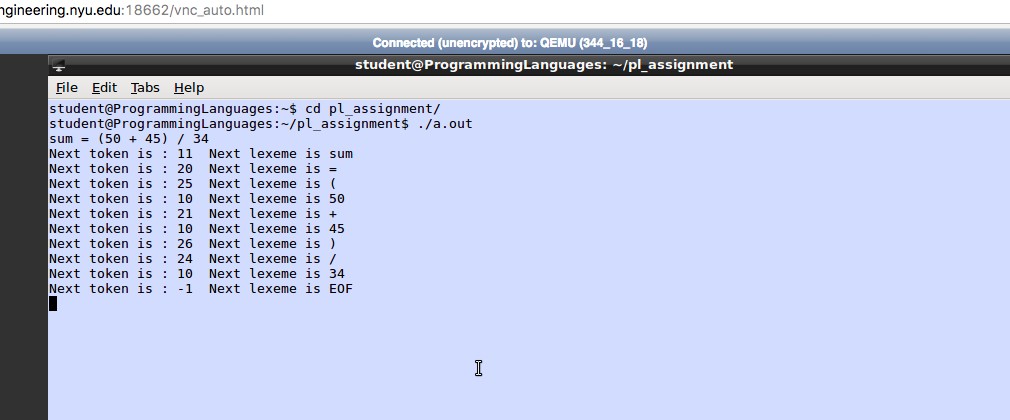 ngineering.nyu.edu:18662/vnc_auto.html
Connected (unencrypted) to: QEMU (344_16_18)
student@ProgrammingLanguages: ~/pl_assignment
File Edit Tabs Help
student@ProgrammingLanguages:~$ cd pl_assignment/
student@ProgrammingLanguages:~/pl_assignment$ ./a.out
sum = (50 + 45) / 34
Next token is : 11  Next lexeme is sum
Next token is : 20  Next lexeme is =
Next token is : 25  Next lexeme is (
Next token is : 10  Next lexeme is 50
Next token is : 21  Next lexeme is +
Next token is : 10  Next lexeme is 45
Next token is : 26  Next lexeme is )
Next token is : 24  Next lexeme is /
Next token is : 10  Next lexeme is 34
Next token is : -1  Next lexeme is EOF